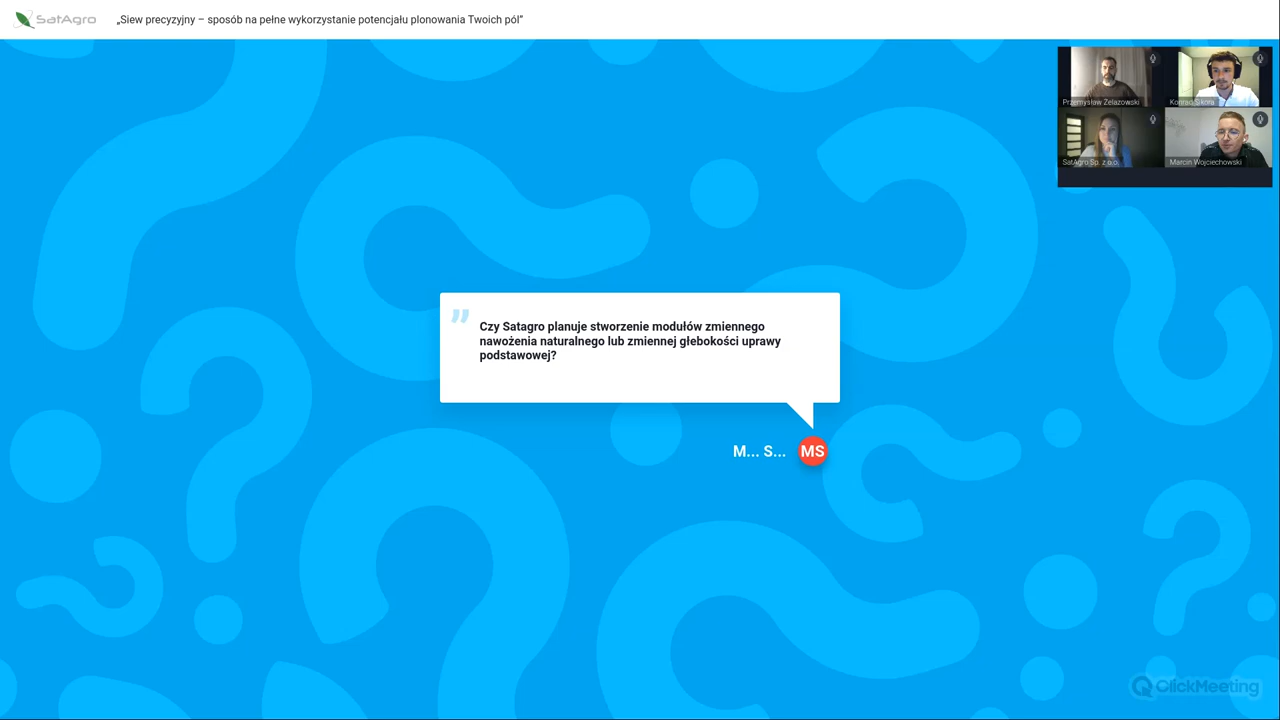 SatAgro
„Siew precyzyjny – sposób na pełne wykorzystanie potencjału plonowania Twoich pól”
Przemysław Żelazowski
Konrad Sikora
SatAgro Sp. z o.o.
Marcin Wojciechowski
Czy Satagro planuje stworzenie modułów zmiennego
nawożenia naturalnego lub zmiennej głebokości uprawy
podstawowej?
M... S...
MS
ClickMeeting